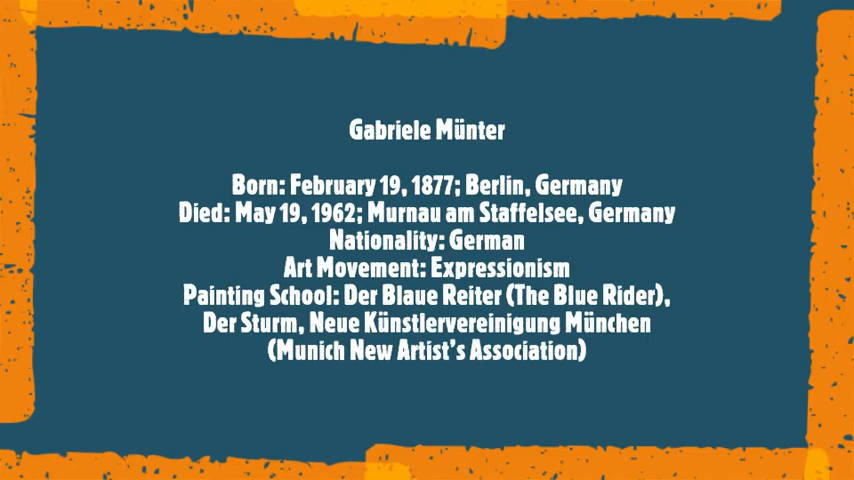 Gabriele Münter
Born: February 19, 1877; Berlin, Germany
Died: May 19, 1962; Murnau am Staffelsee, Germany
Nationality: German
Art Movement: Expressionism
Painting School: Der Blaue Reiter (The Blue Rider),
Der Sturm, Neue Künstlervereinigung München
(Munich New Artist's Association)